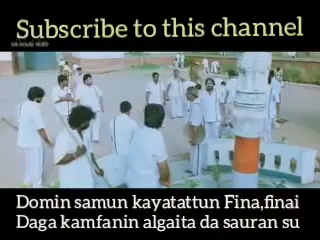 Subscribe to this channel
Domin samun kayatattun Fina,finai
Daga kamfanin algaita da sauran su